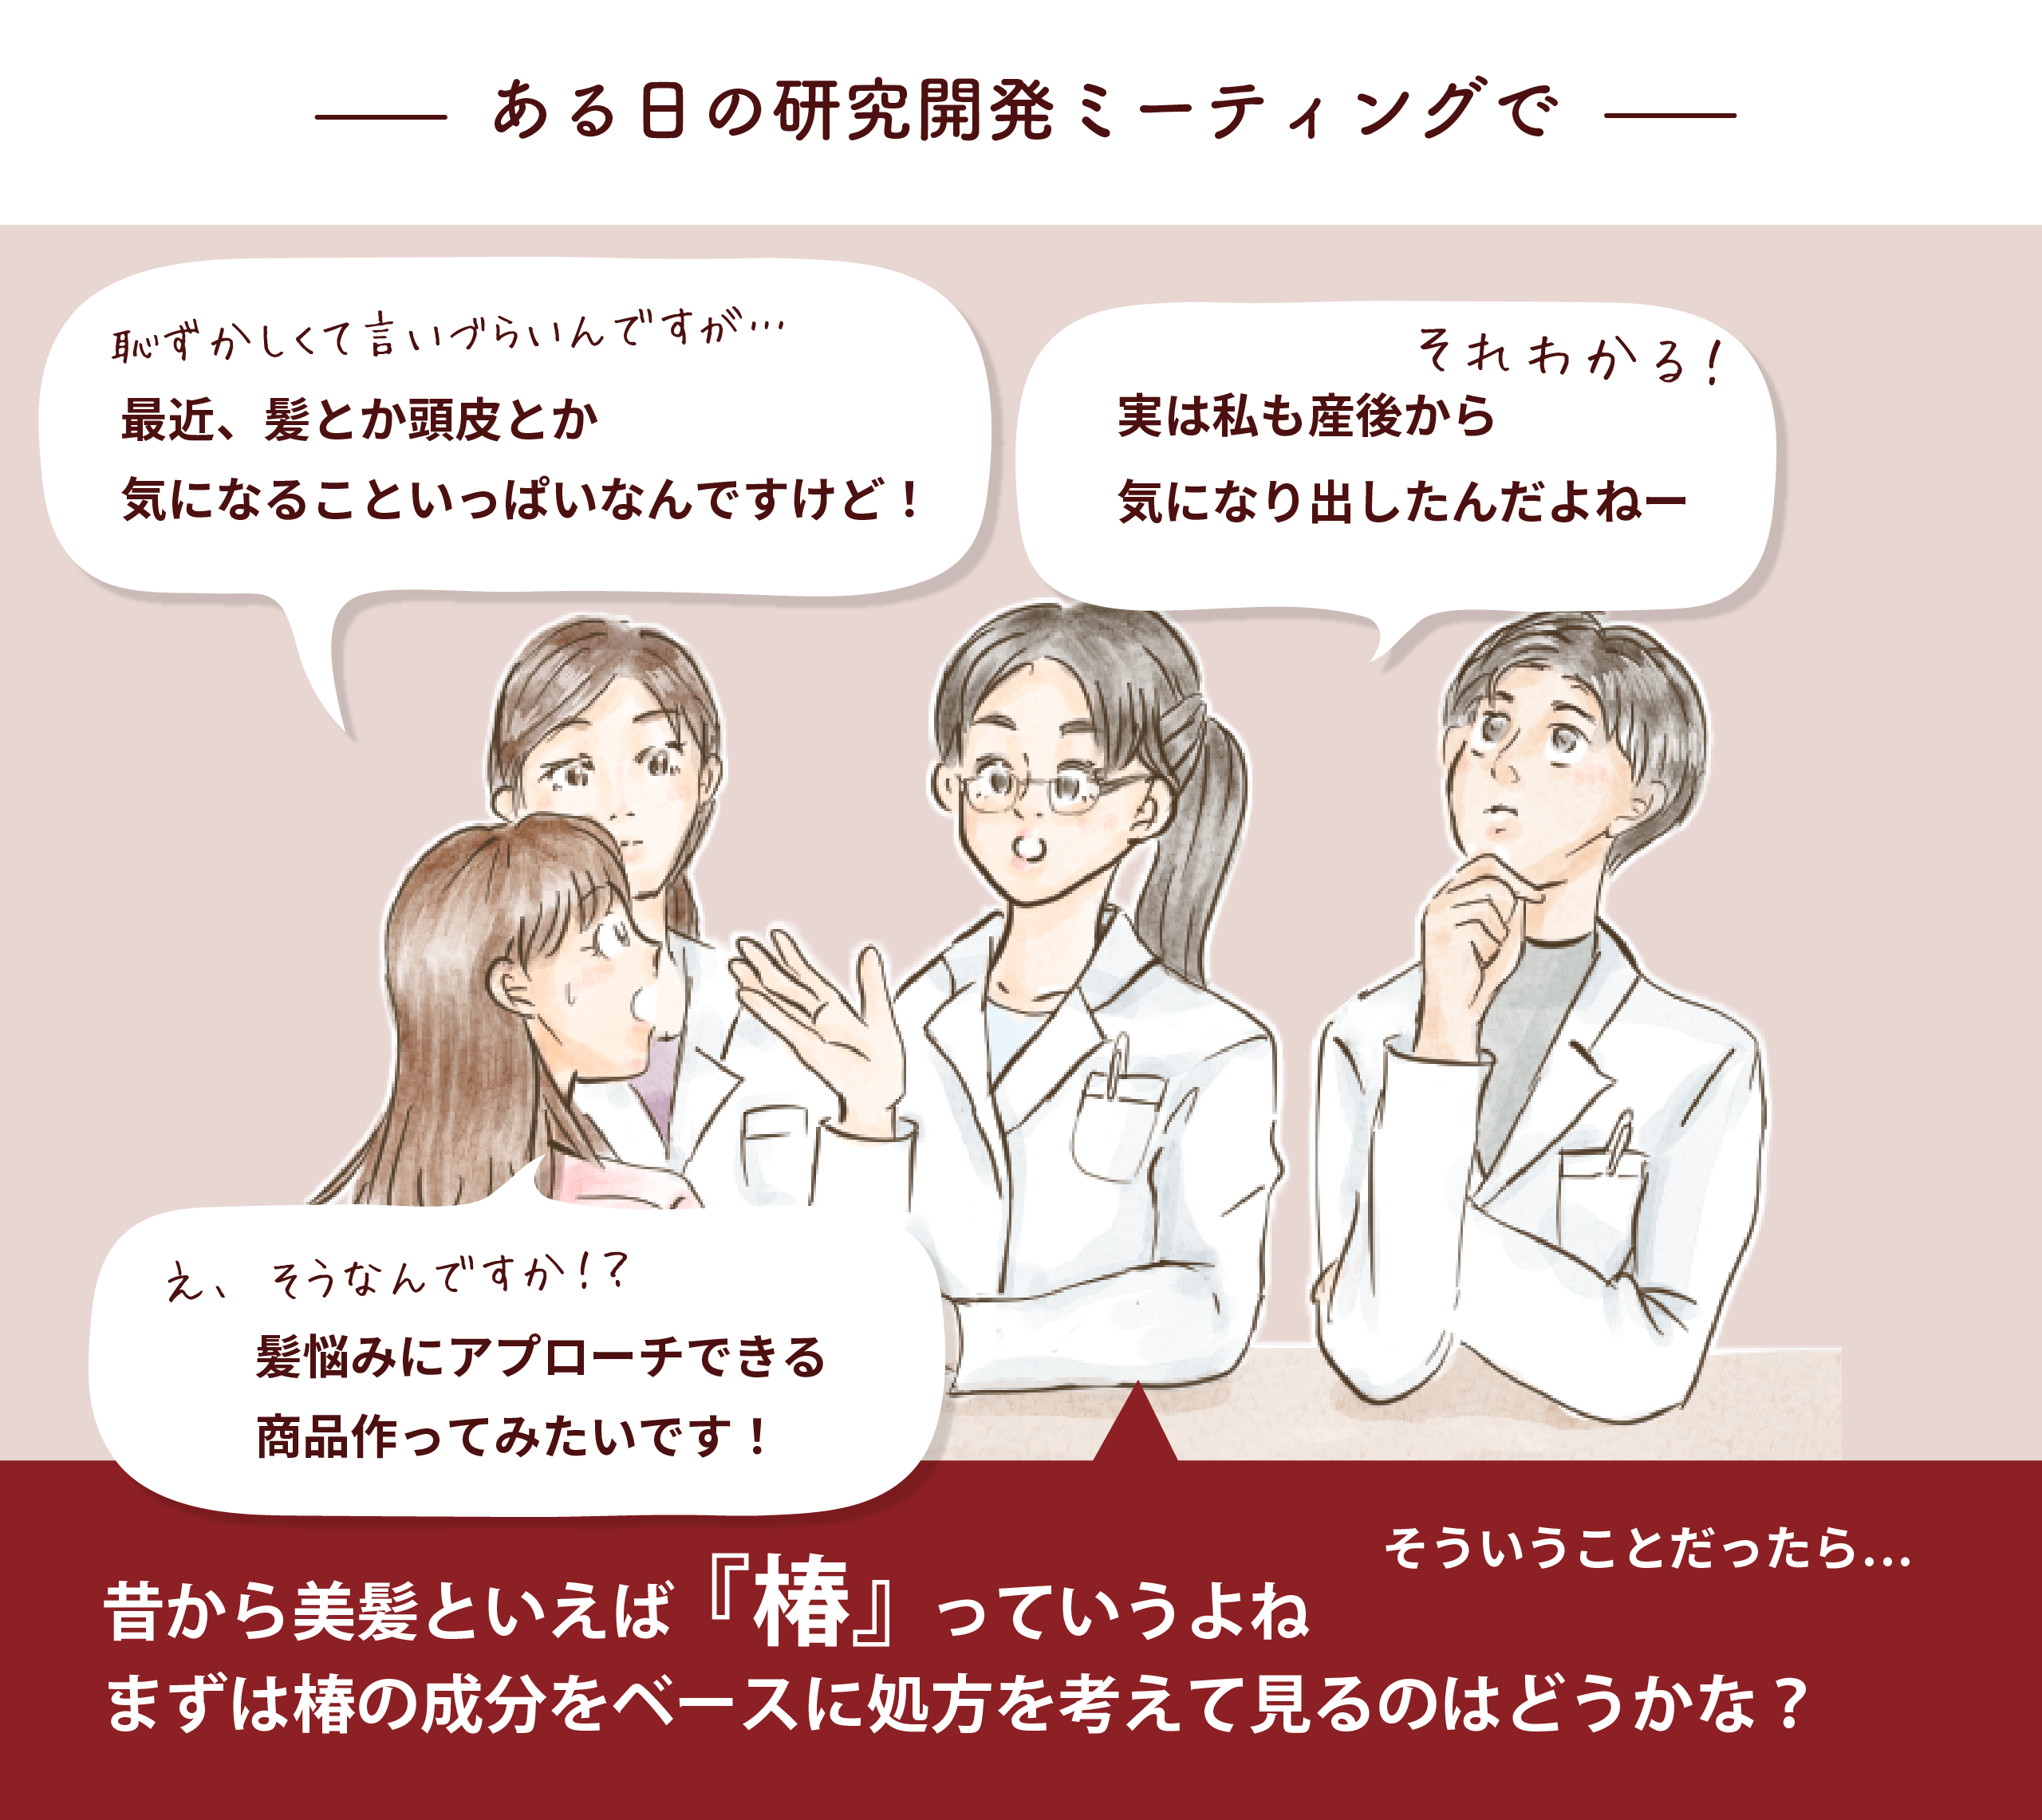 ある日の研究開発ミーティングで
恥ずかしくて言いづらいんですが…
最近、髪とか頭皮とか
気になることいっぱいなんですけど！
それわかる！
実は私も産後から
気になり出したんだよねー
え、そうなんですか！？
髪悩みにアプローチできる
商品作ってみたいです！
そういうことだったら…
昔から美髪といえば『椿』っていうよね
まずは椿の成分をベースに処方を考えて見るのはどうかな？